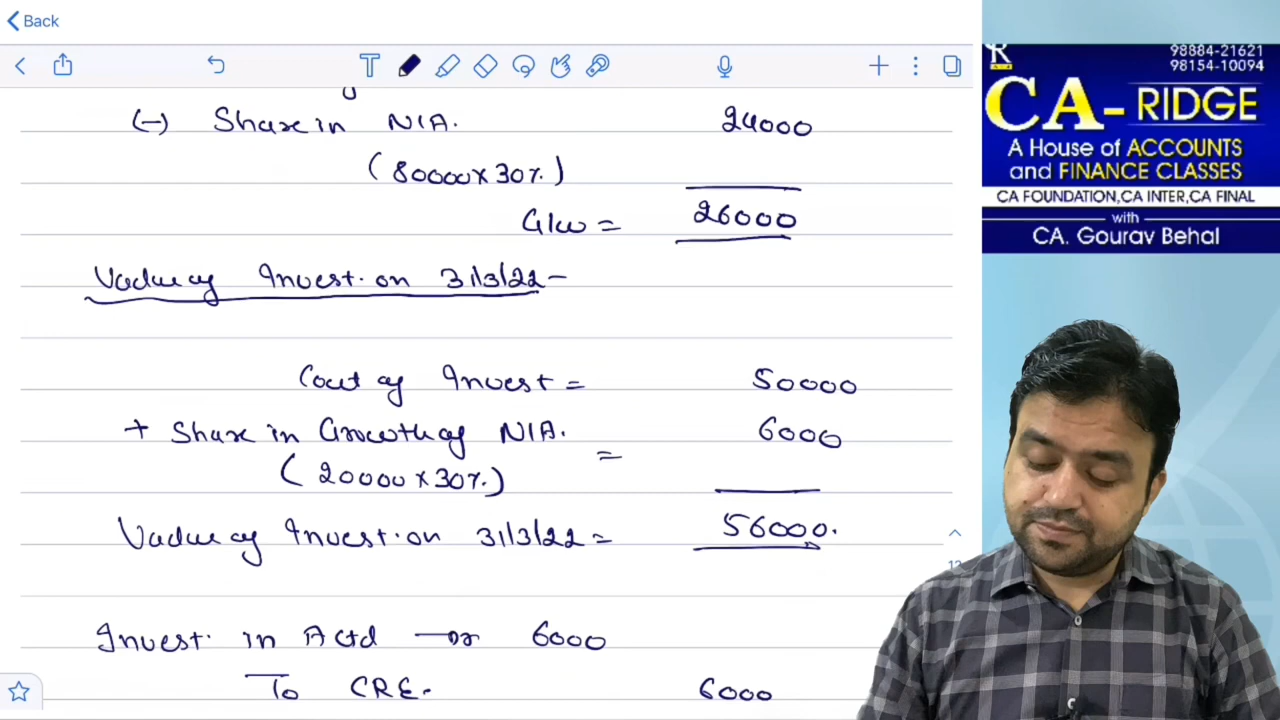 Back
(-) Share in N/A. 24000
(80000 x 30%.)
G/w = 26000
Value of Invest. on 31/3/22 -
Cost of Invest = 50000
+ Share in Growth of N/A. = 6000
(20000 x 30%.)
Value of Invest. on 31/3/22 = 56000.
Invest. in A Ltd — Dr 6000
To CRE. 6000
98884-21621
98154-10094
CA- RIDGE
A House of ACCOUNTS
and FINANCE CLASSES
CA FOUNDATION,CA INTER,CA FINAL
with
CA. Gourav Behal